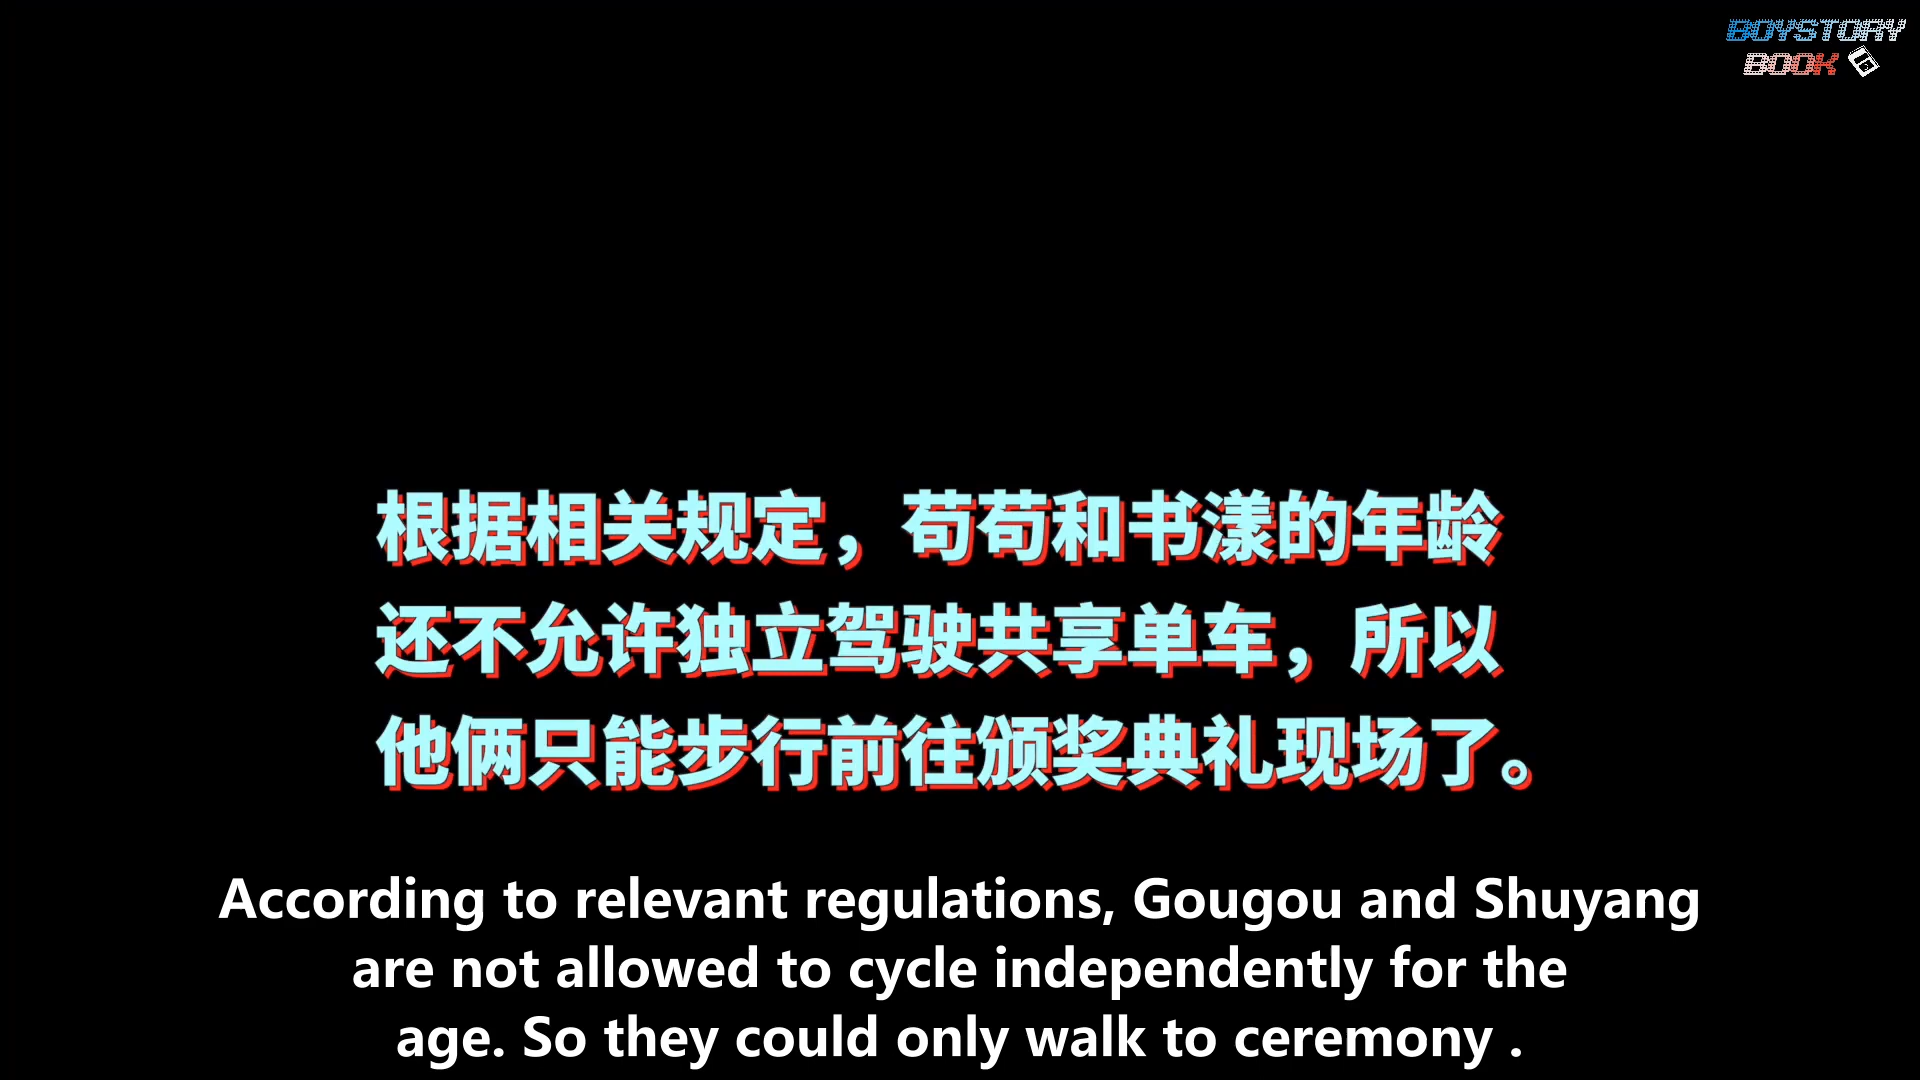 BOYSTORY
BOOK 6
根据相关规定，苟苟和书漾的年龄
还不允许独立驾驶共享单车，所以
他俩只能步行前往颁奖典礼现场了。
According to relevant regulations, Gougou and Shuyang
are not allowed to cycle independently for the
age. So they could only walk to ceremony .